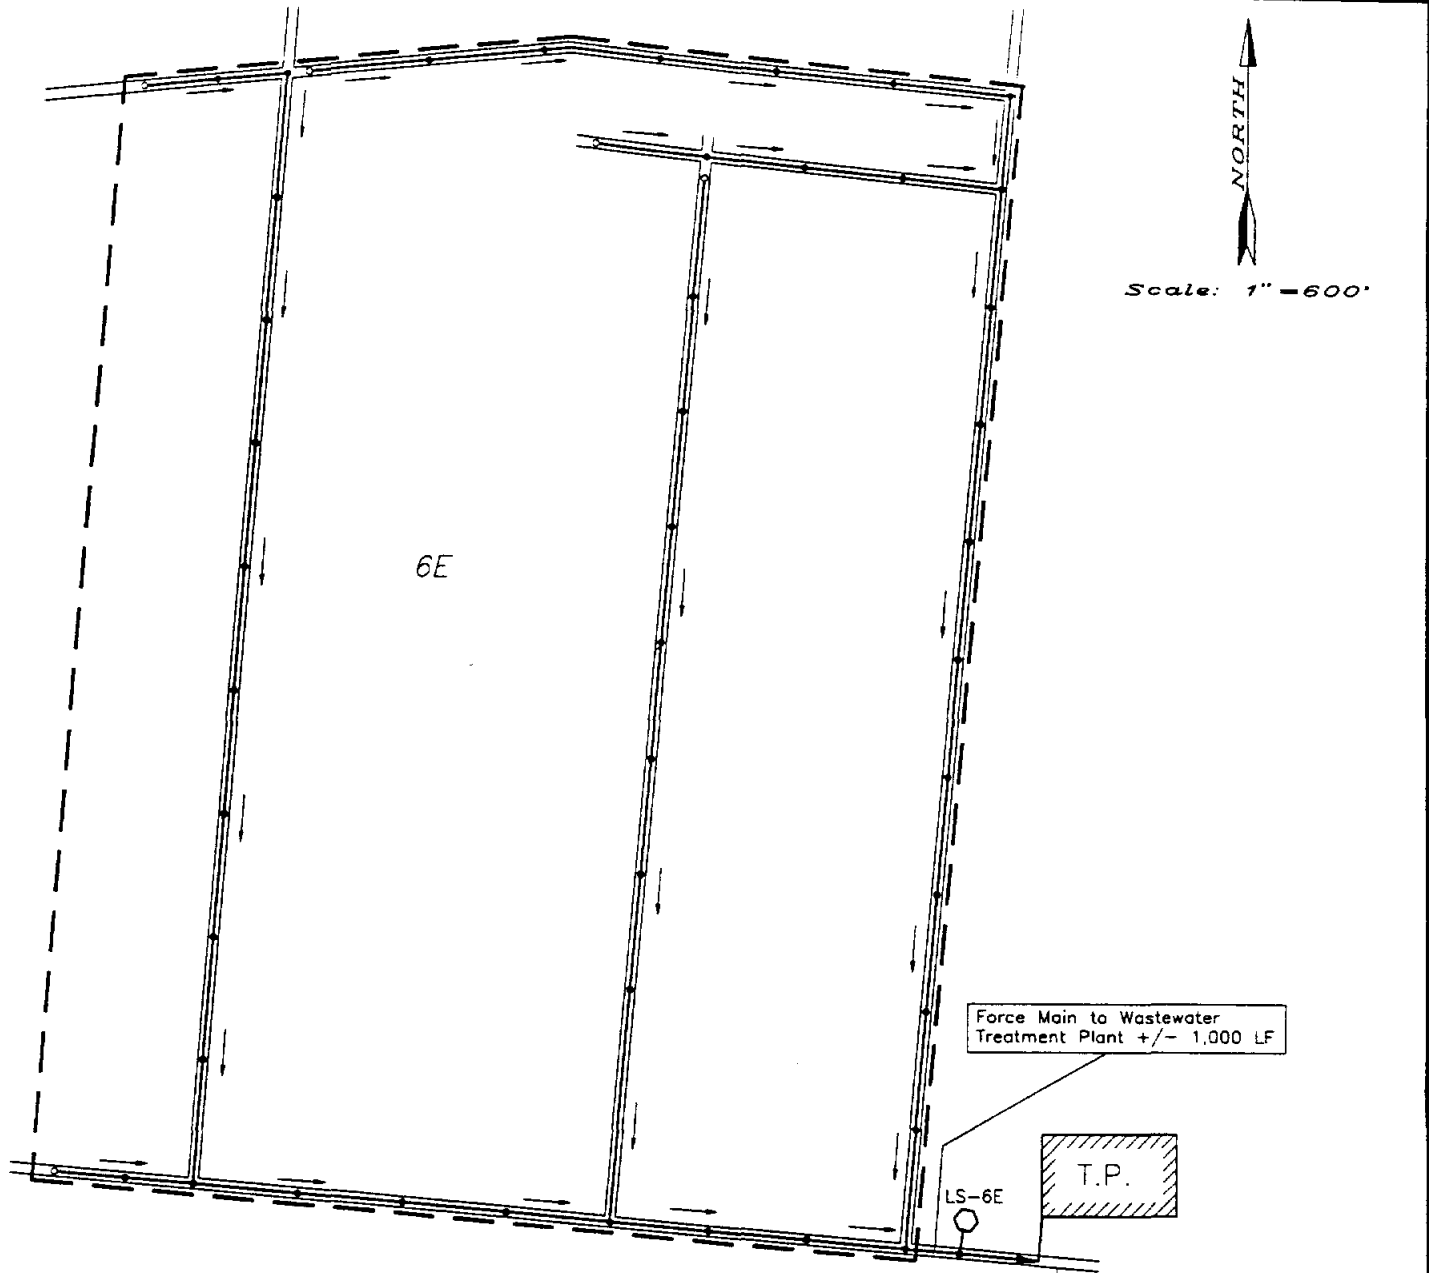 NORTH
Scale: 1"=600'
6E
Force Main to Wastewater
Treatment Plant +/- 1,000 LF
T.P.
LS-6E